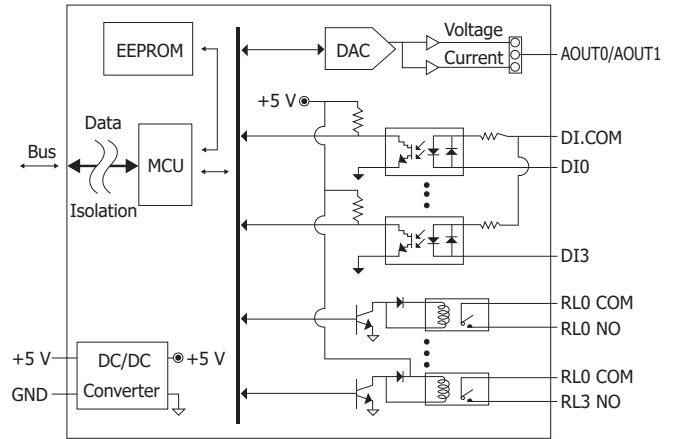 EEPROM
DAC
Voltage
Current
AOUT0/AOUT1
+5 V
Data
Bus
MCU
Isolation
DI.COM
DI0
DI3
RL0 COM
RL0 NO
+5 V
DC/DC
Converter
+5 V
GND
RL0 COM
RL3 NO